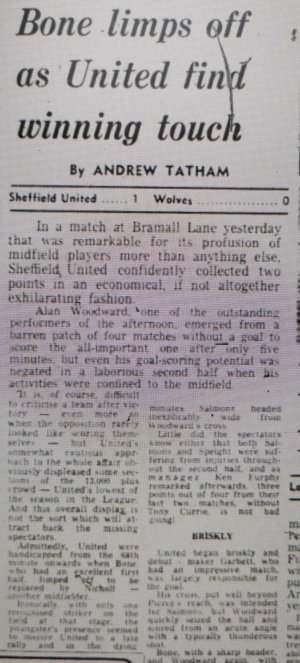 Bone limps off
as United find
winning touch
By ANDREW TATHAM
Sheffield United ...... 1 Wolves .................. 0
In a match at Bramall Lane yesterday
that was remarkable for its profusion of
midfield players more than anything else,
Sheffield United confidently collected two
points in an economical, if not altogether
exhilarating fashion.
Alan Woodward, one of the outstanding
performers of the afternoon, emerged from a
barren patch of four matches without a goal to
score the all-important one after only five
minutes, but even his goal-scoring potential was
negated in a laborious second half when his
activities were confined to the midfield.
It is, of course, difficult
to criticise a team after vic-
tory — even more so
when the opposition rarely
looked like scoring them-
selves — but United's
somewhat cautious appr-
oach to the whole affair ob-
viously displeased some sec-
tions of the 13,000 plus
crowd — United's lowest of
the season in the League.
And this overall display is
not the sort which will at-
tract back the missing
spectators.
Admittedly, United were
handicapped from the 64th
minute onwards when Bone,
who had an excellent first
half, limped off to be
replaced by Nicholl —
another midfielder.
Ironically, with only one
recognised striker on the
field at that stage, the
youngster's presence seemed
to inspire United to a late
rally and in the dying
minutes Salmons headed
inexplicably wide from
Woodward's cross.
Little did the spectators
know either that both Sal-
mons and Speight were suf-
fering from injuries through-
out the second half, and as
manager Ken Furphy
remarked afterwards, three
points out of four from their
last two matches, without
Tony Currie, is not bad
going!
BRISKLY
United began briskly and
debut - maker Garbett, who
had an impressive match,
was largely responsible for
the goal.
His cross, put well beyond
Pierce's reach, was intended
for Salmons, but Woodward
quickly seized the ball and
scored from an acute angle
with a typically thunderous
shot.
Bone, with a sharp header,